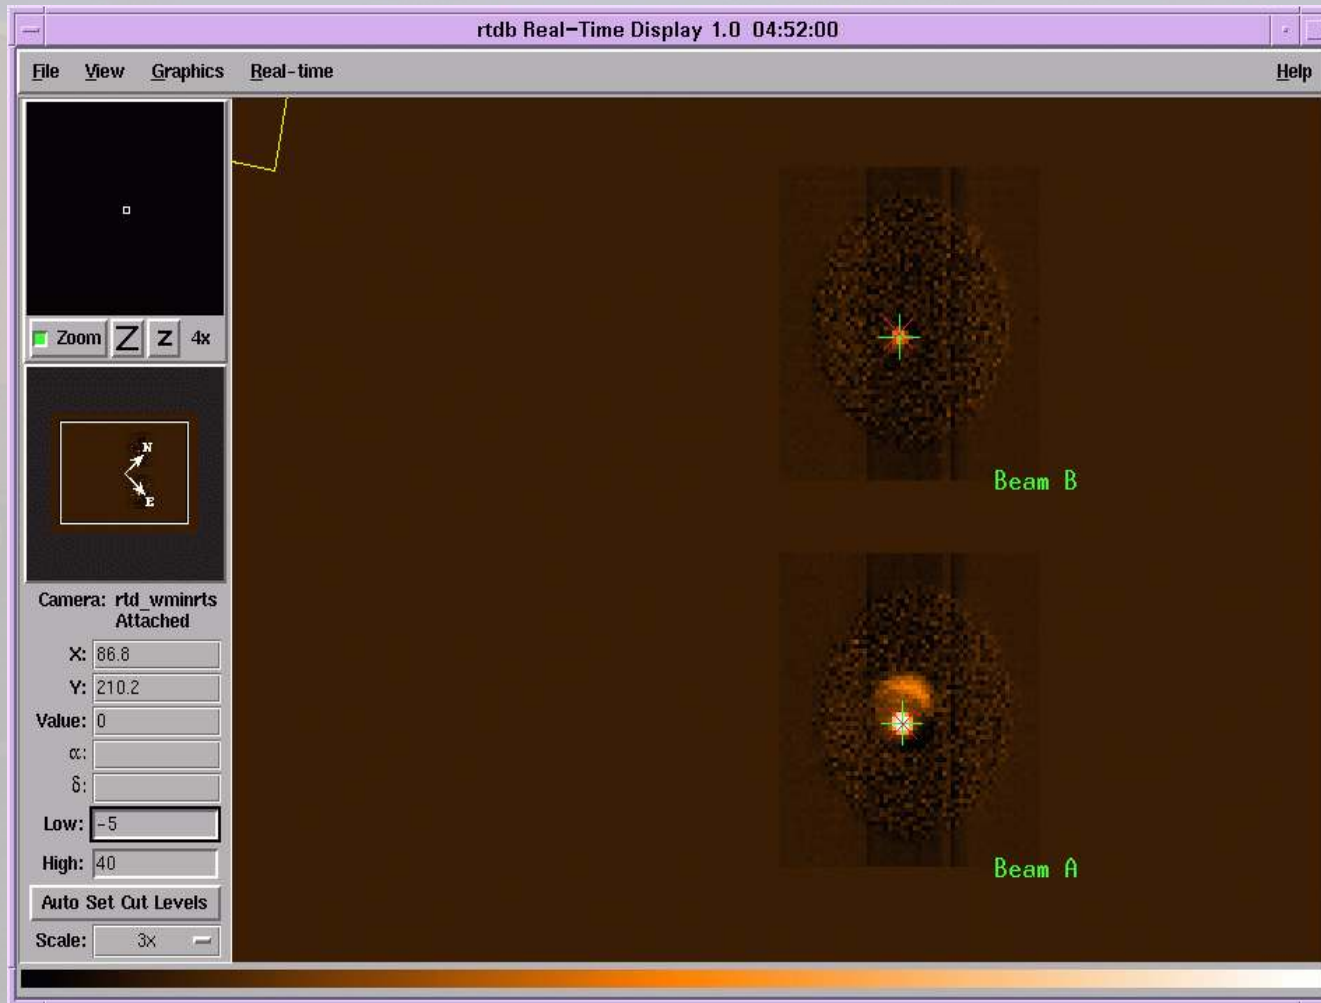 rtdb Real-Time Display 1.0 04:52:00
File View Graphics Real-time Help
Zoom Z z 4x
N
E
Camera: rtd_wminrts
Attached
X: 86.8
Y: 210.2
Value: 0
α:
δ:
Low: -5
High: 40
Auto Set Cut Levels
Scale: 3x
Beam B
Beam A